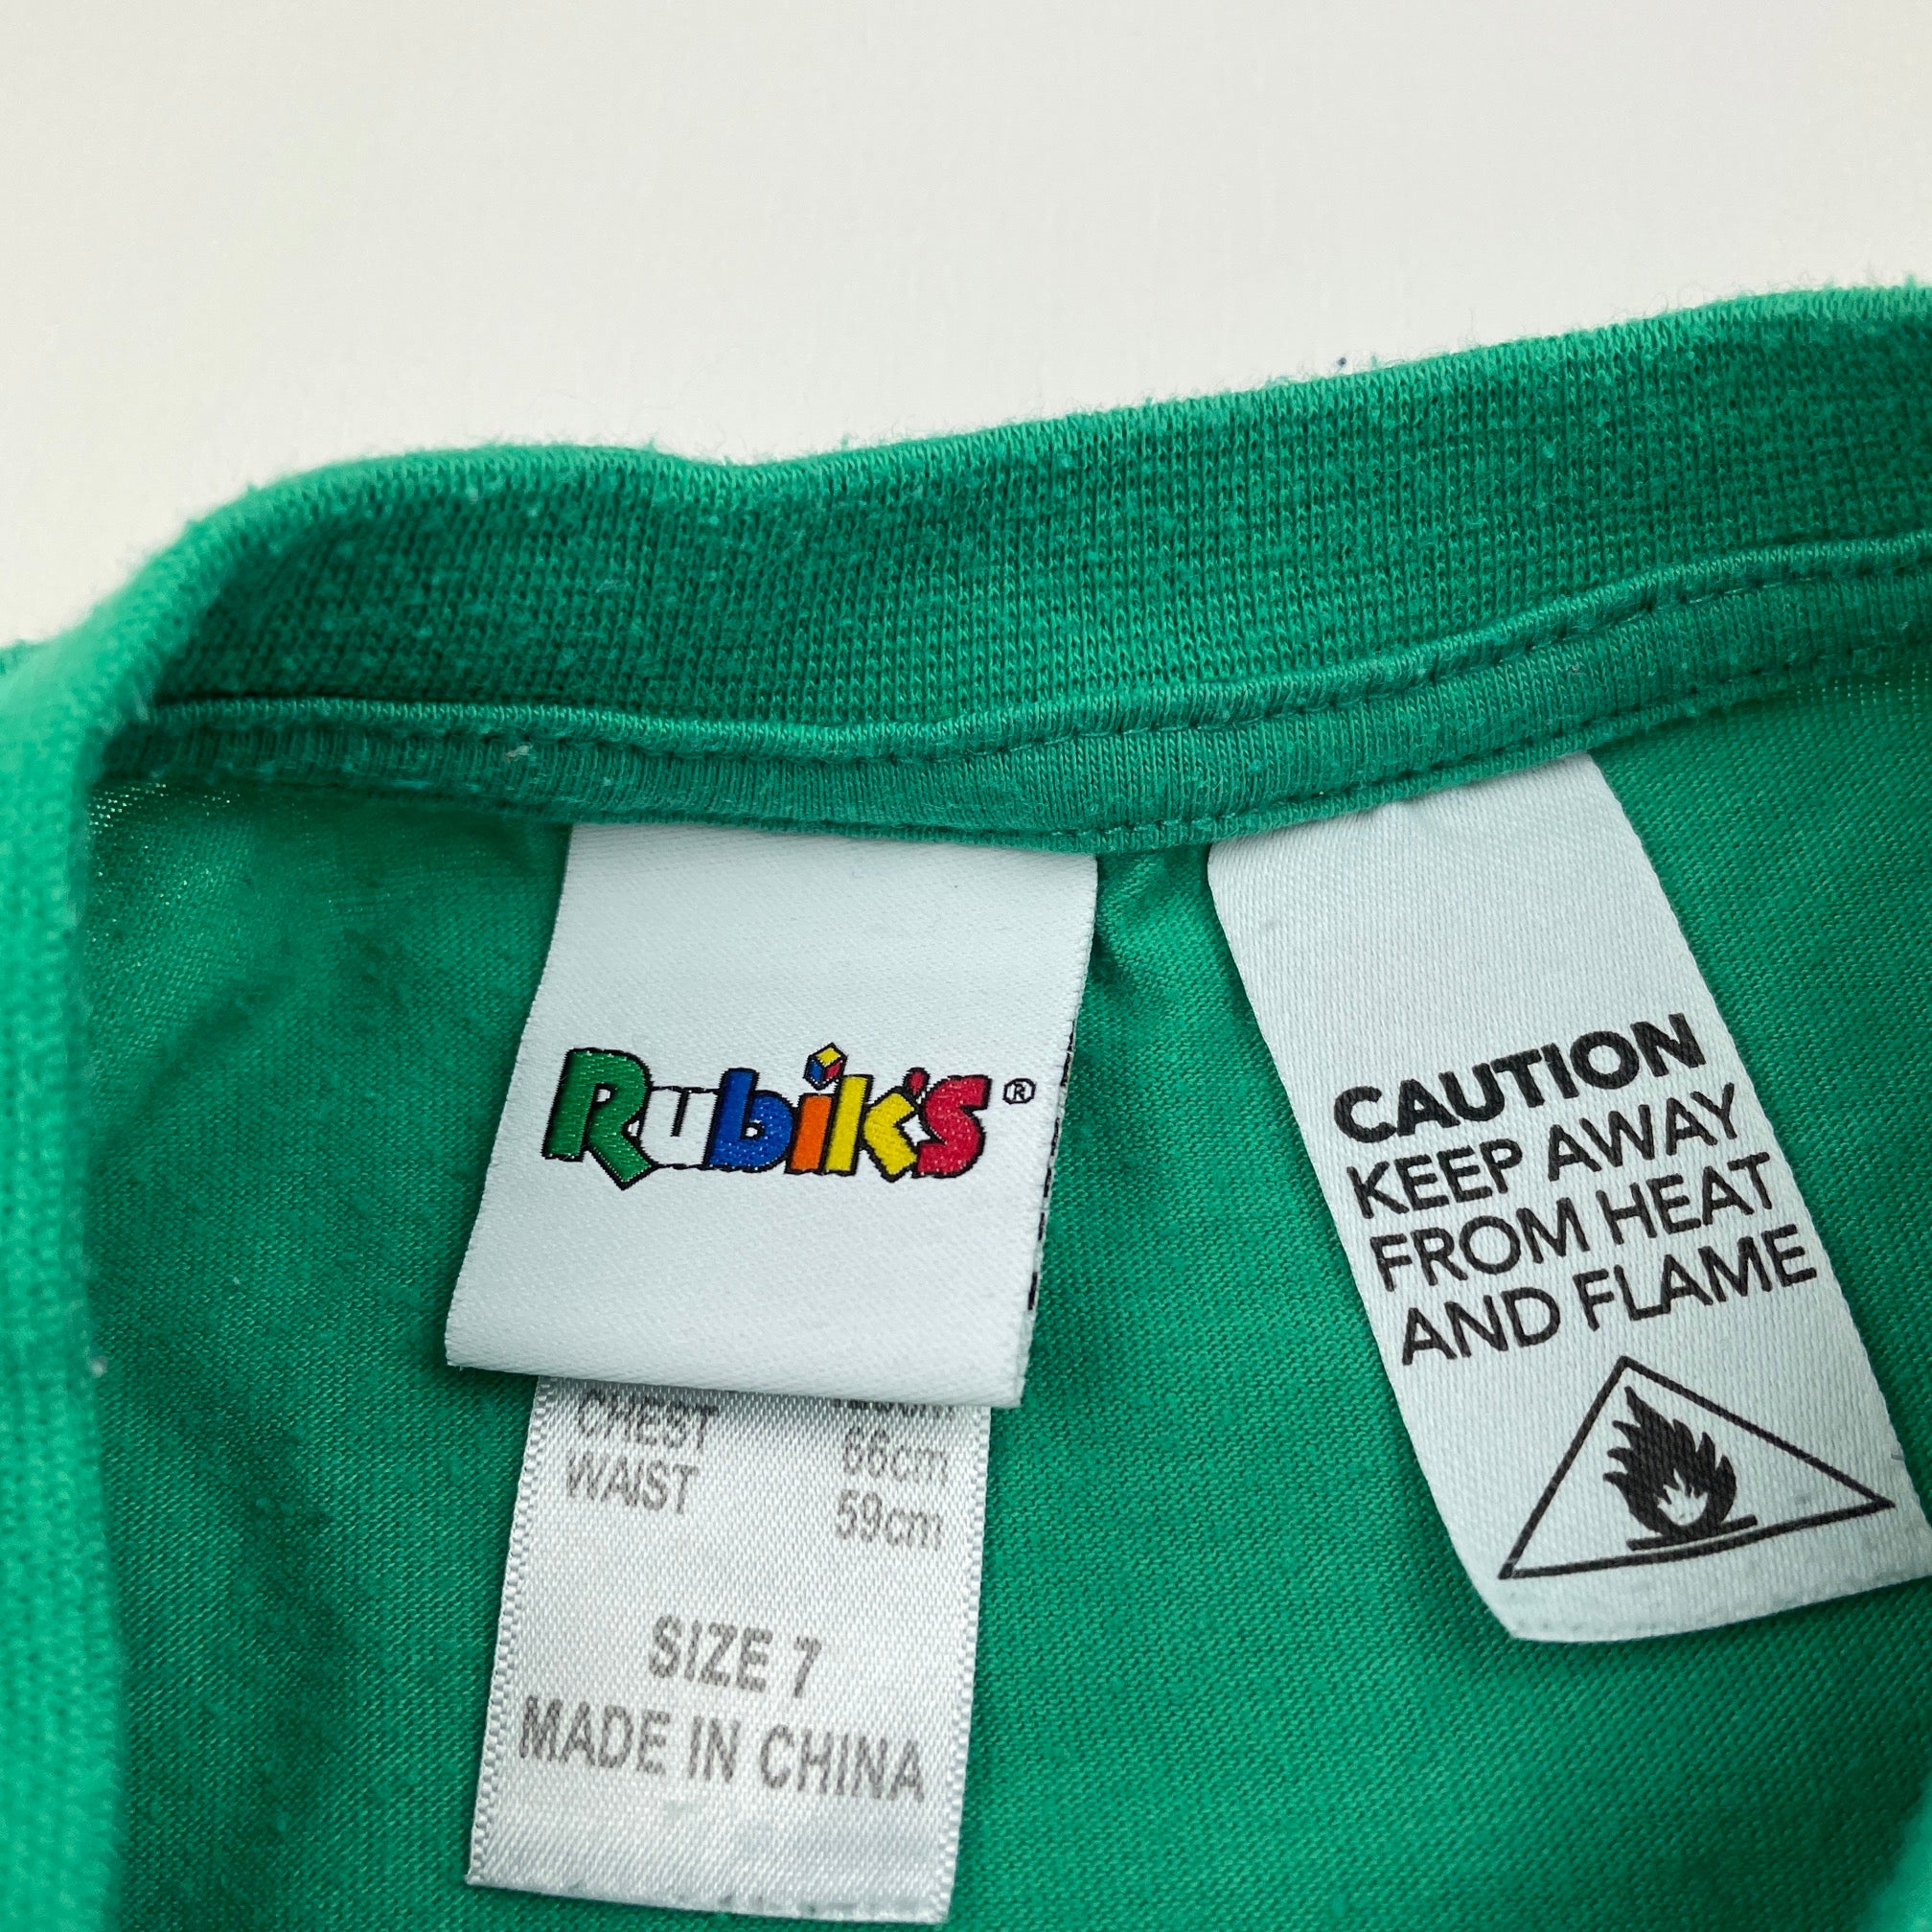 Rubik's®
CHEST 66cm
WAIST 59cm
SIZE 7
MADE IN CHINA
CAUTION
KEEP AWAY
FROM HEAT
AND FLAME